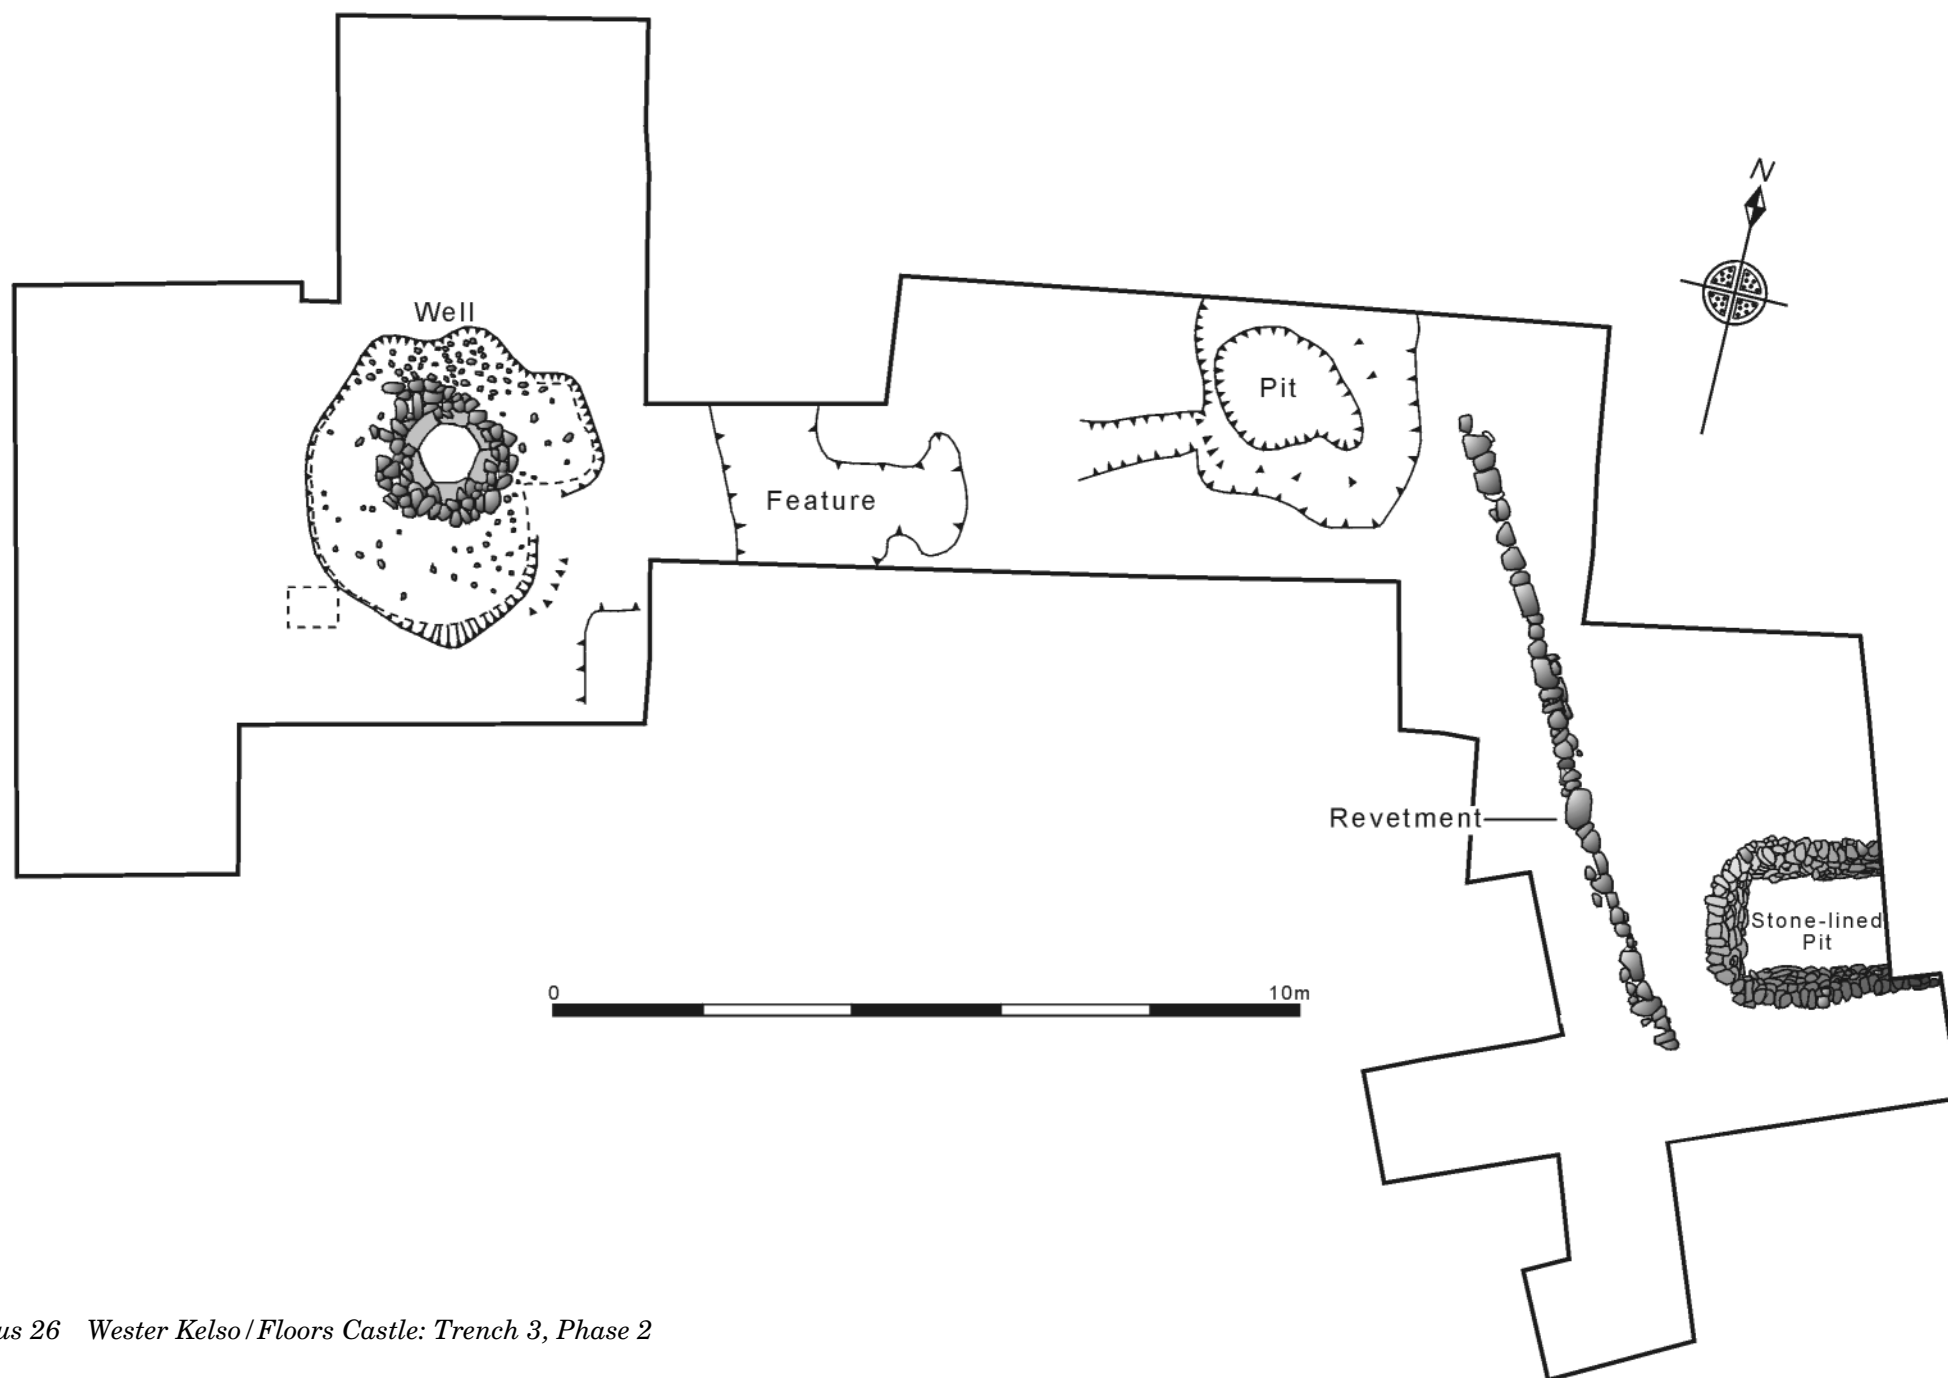 N
Well
Pit
Feature
Revetment
Stone-lined
Pit
0 10m
us 26 Wester Kelso/Floors Castle: Trench 3, Phase 2